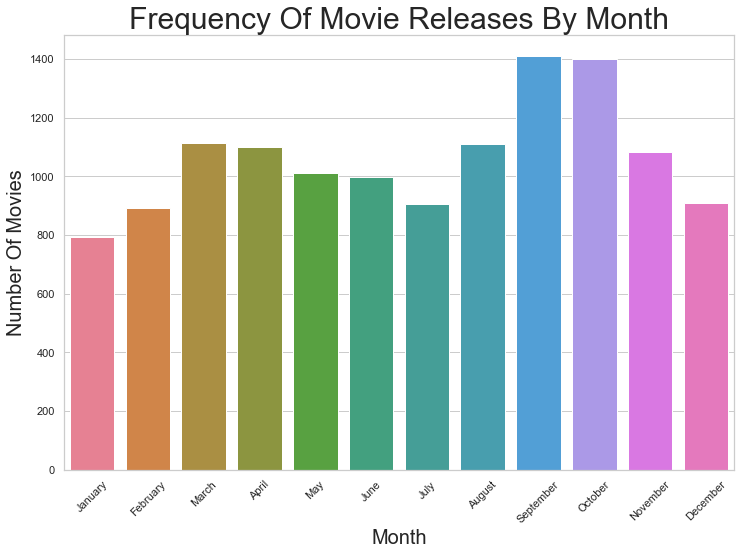 Frequency Of Movie Releases By Month
Number Of Movies
1400
1200
1000
800
600
400
200
0
January
February
March
April
May
June
July
August
September
October
November
December
Month